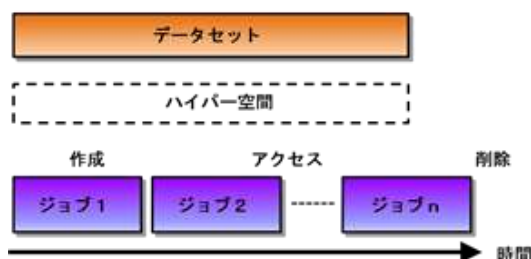 データセット
ハイパー空間
作成 アクセス 削除
ジョブ1 ジョブ2 ------ ジョブn
時間